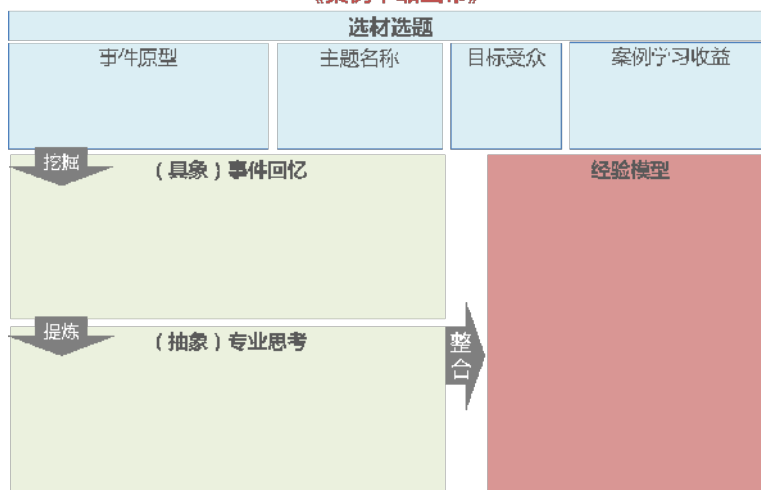 选材选题
事件原型
主题名称
目标受众
案例学习收益
挖掘
（具象）事件回忆
经验模型
提炼
（抽象）专业思考
整合